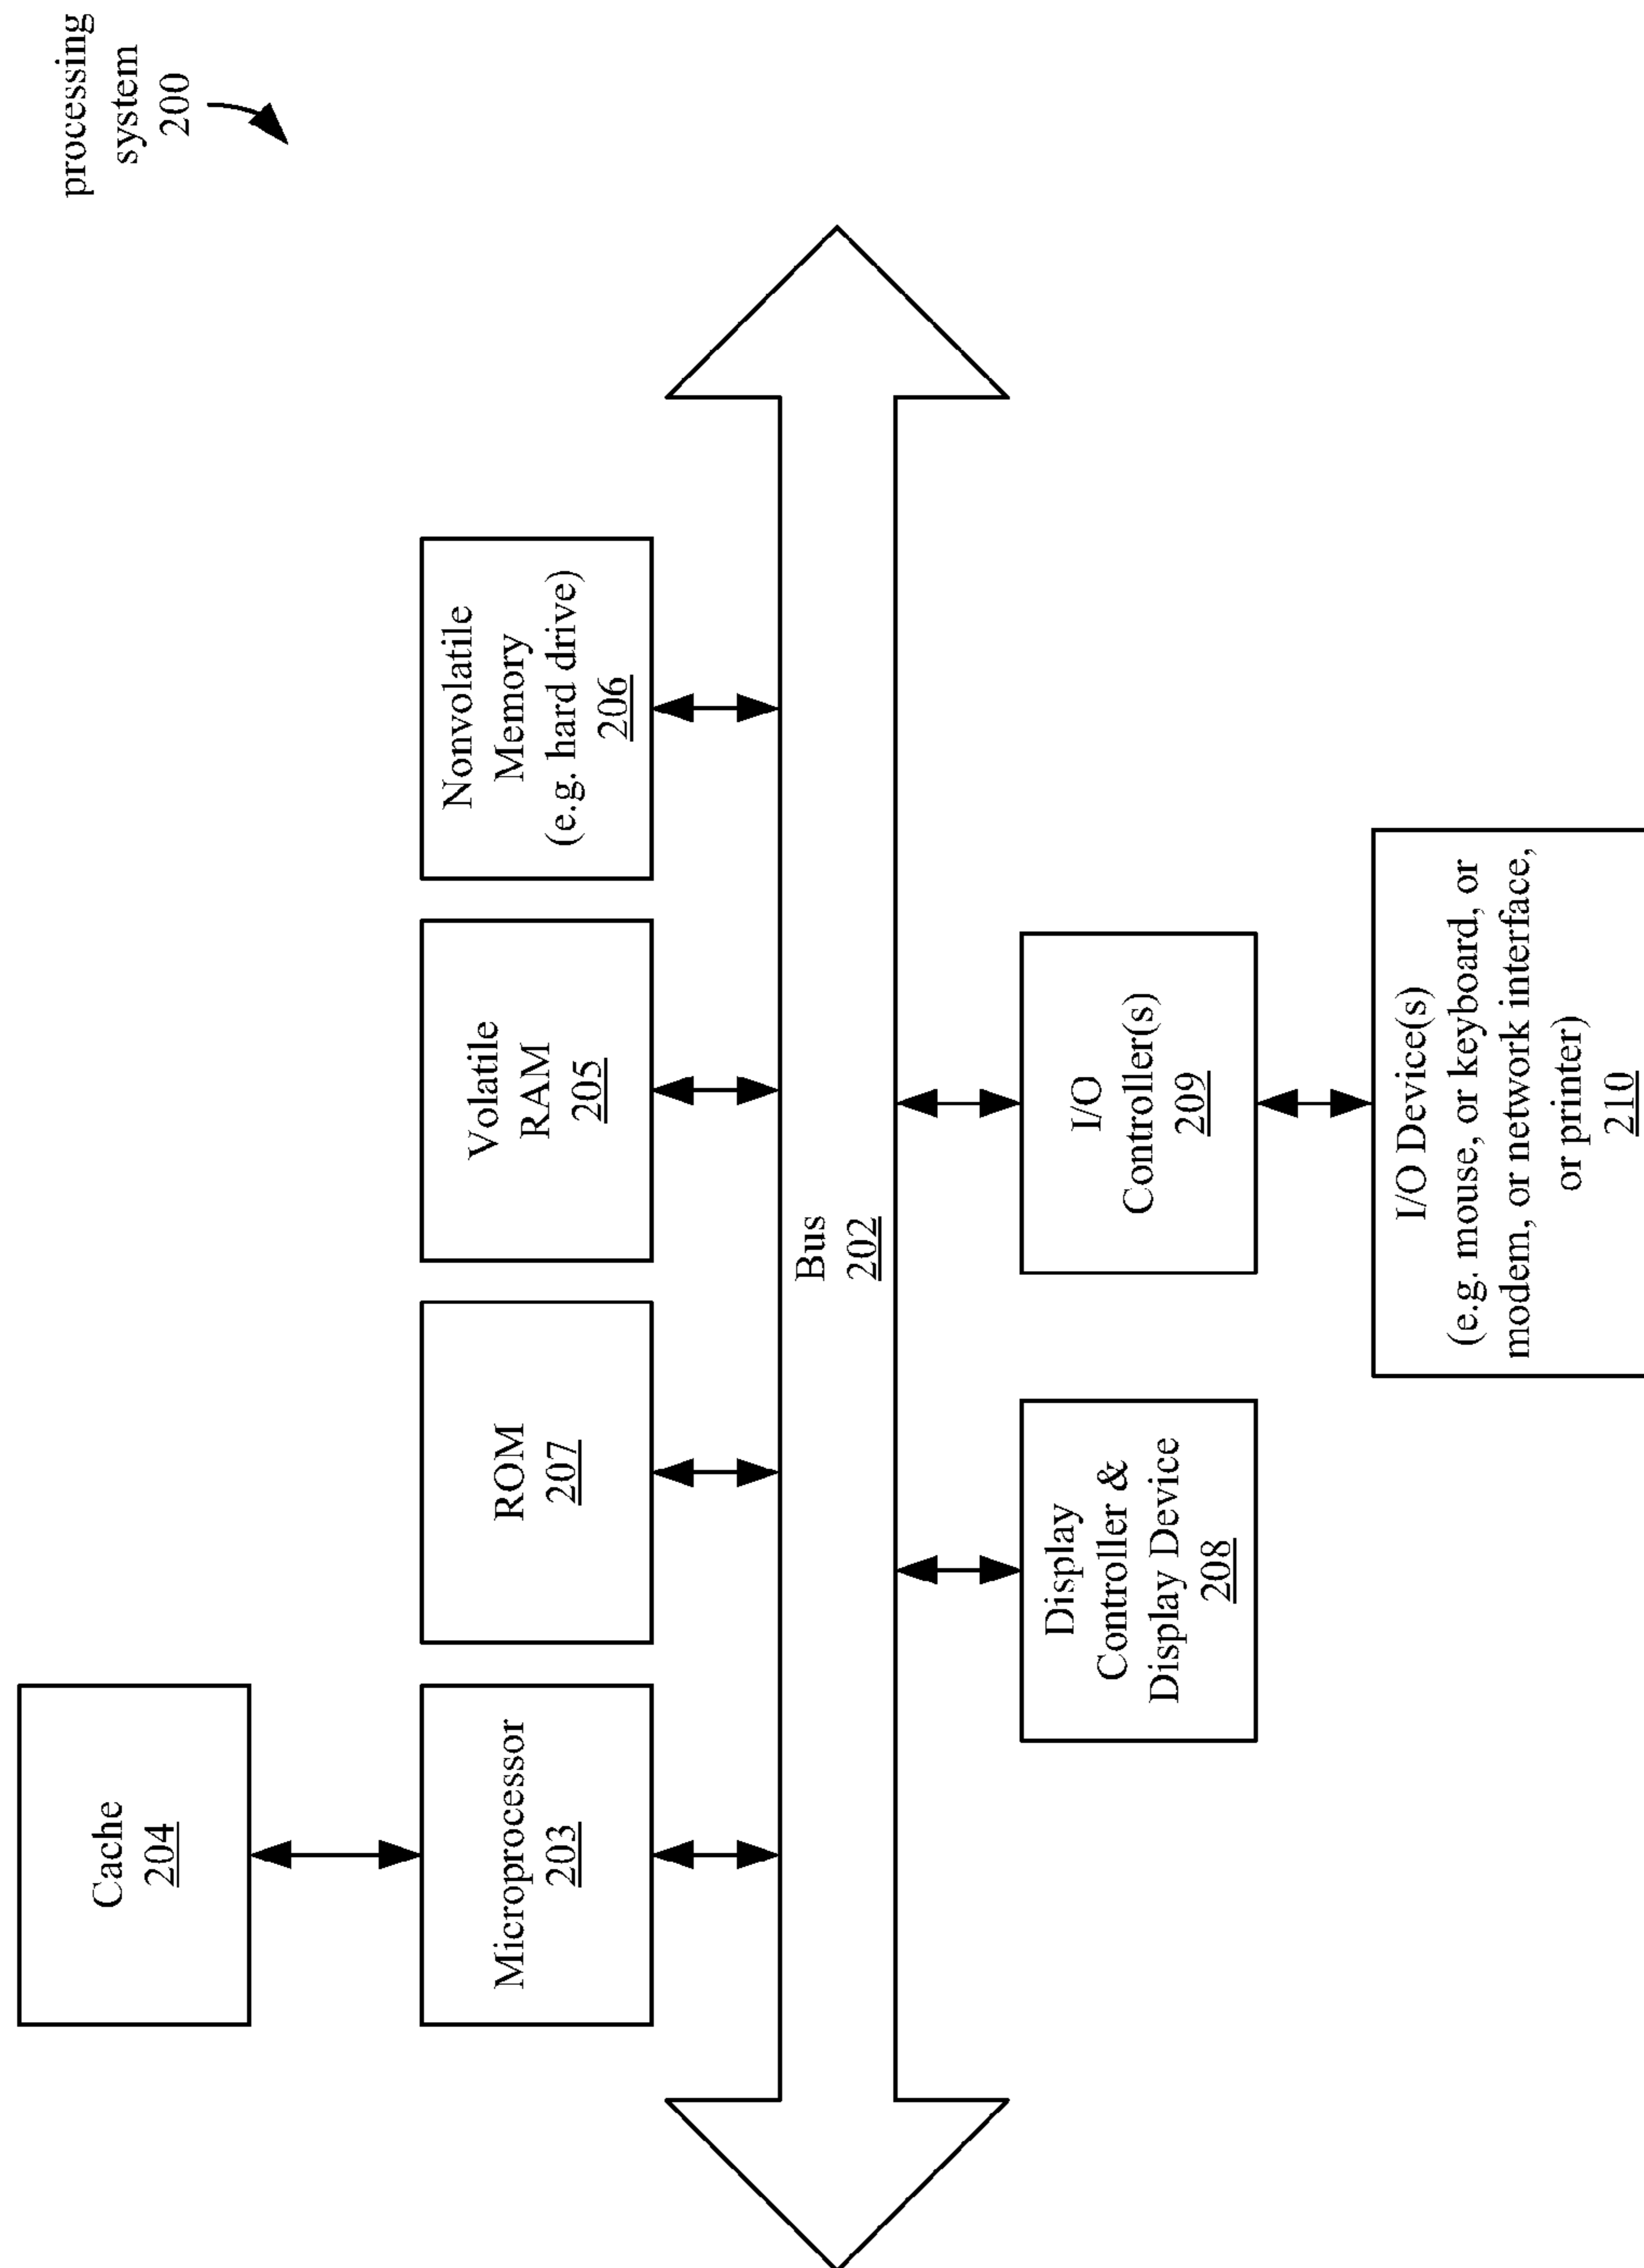 processing
system
200
Cache
204
Microprocessor
203
ROM
207
Volatile
RAM
205
Nonvolatile
Memory
(e.g. hard drive)
206
Bus
202
Display
Controller &
Display Device
208
I/O
Controller(s)
209
I/O Device(s)
(e.g. mouse, or keyboard, or
modem, or network interface,
or printer)
210